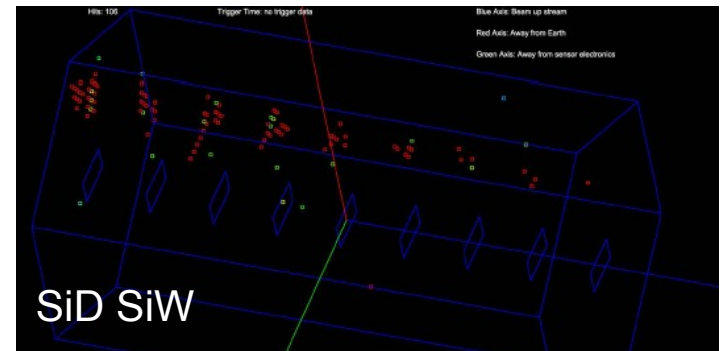 Hits: 106
Trigger Time: no trigger data
Blue Axis: Beam up stream
Red Axis: Away from Earth
Green Axis: Away from sensor electronics
SiD SiW